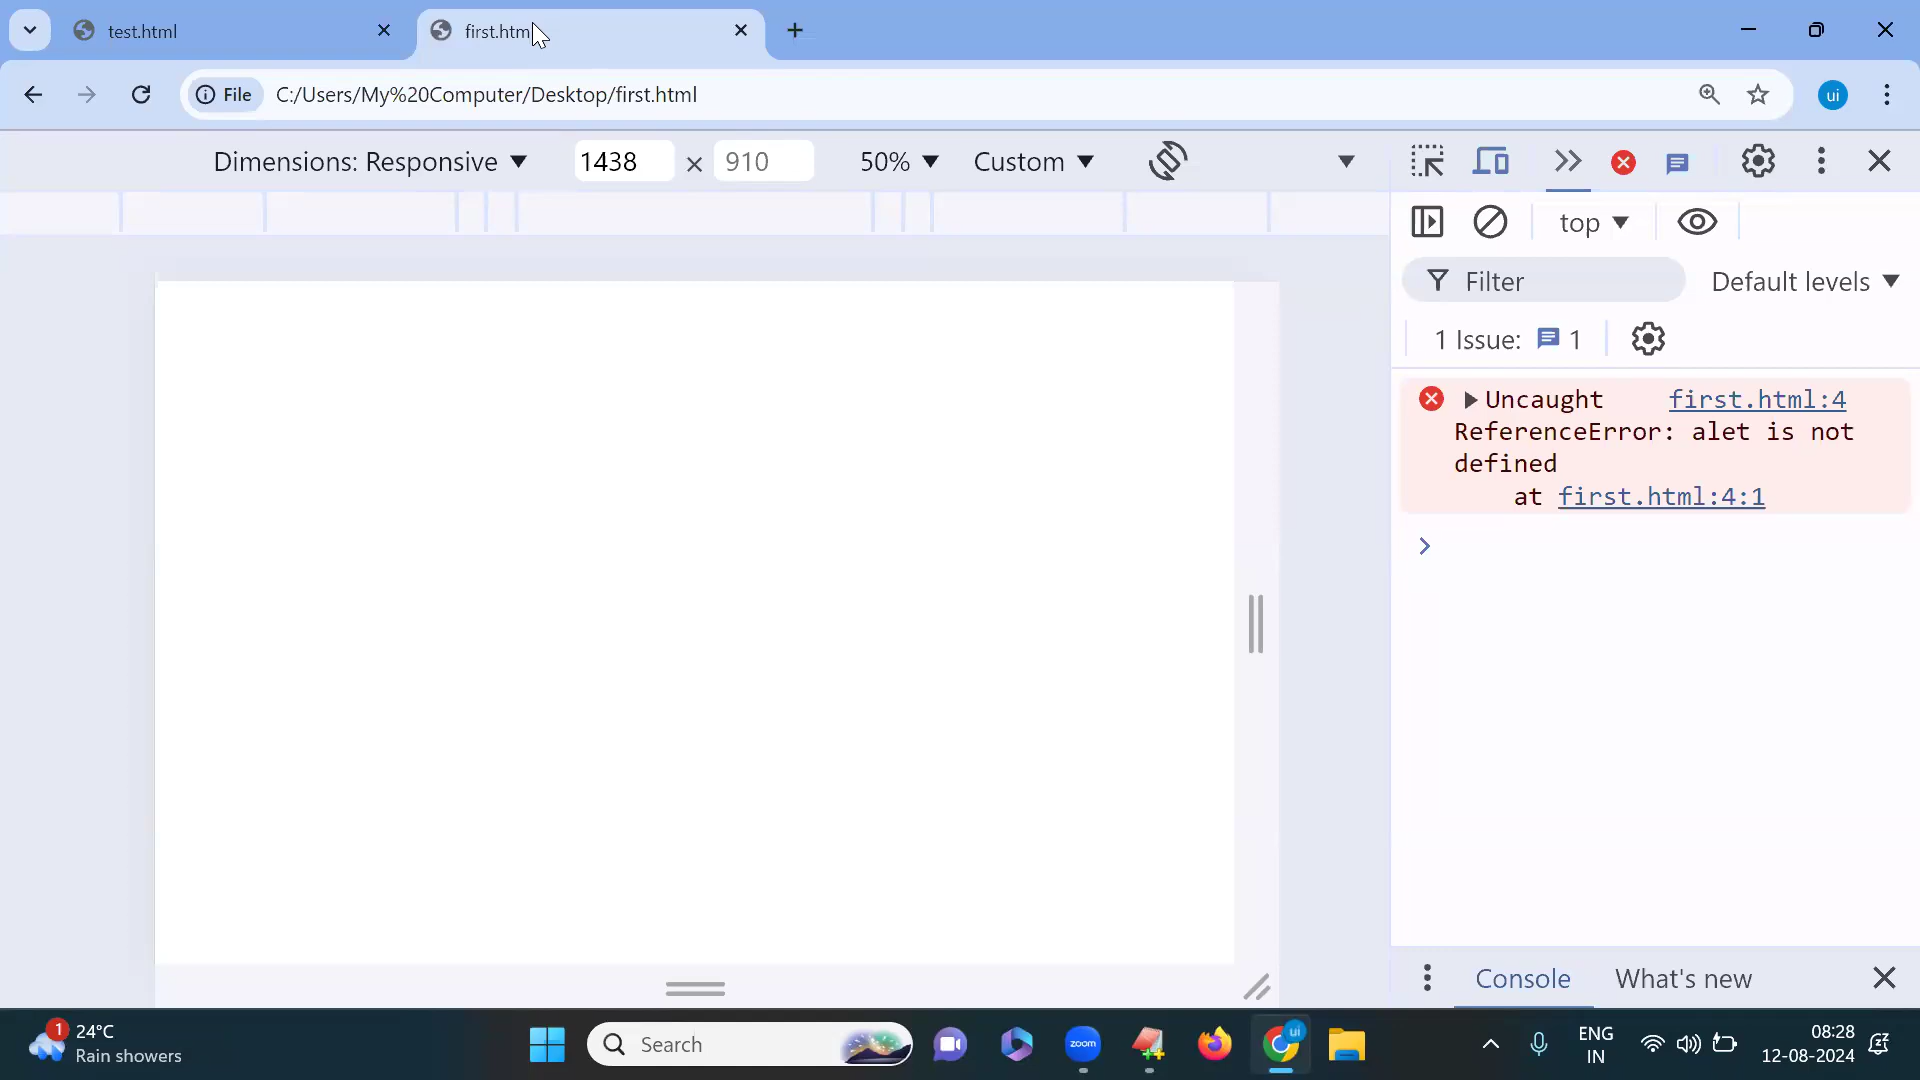 test.html
first.html
File
C:/Users/My%20Computer/Desktop/first.html
ui
Dimensions: Responsive
1438
×
910
50%
Custom
top
Filter
Default levels
1 Issue:
1
Uncaught first.html:4
ReferenceError: alet is not
defined
at first.html:4:1
Console
What's new
1
24°C
Rain showers
Search
zoom
ui
ENG
IN
08:28
12-08-2024